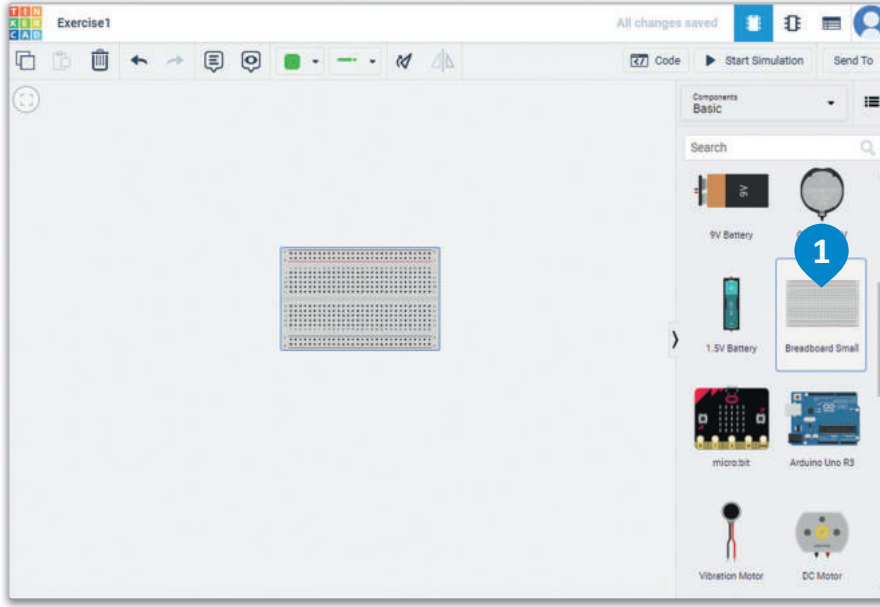 TIN
KER
CAD
Exercise1
All changes saved
Code
Start Simulation
Send To
Components
Basic
Search
9V
9V Battery
1
1.5V Battery
Breadboard Small
micro:bit
Arduino Uno R3
Vibration Motor
DC Motor